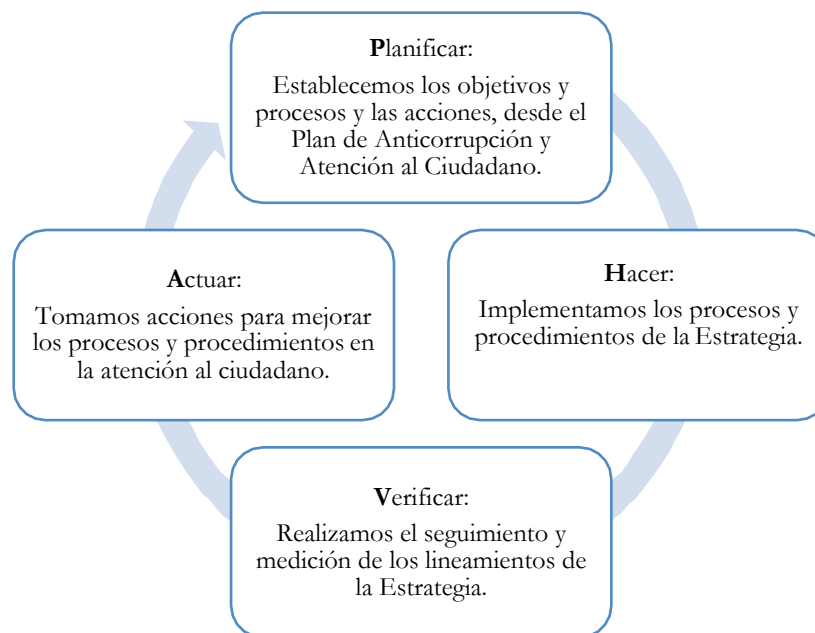 Planificar:
Establecemos los objetivos y
procesos y las acciones, desde el
Plan de Anticorrupción y
Atención al Ciudadano.
Hacer:
Implementamos los procesos y
procedimientos de la Estrategia.
Verificar:
Realizamos el seguimiento y
medición de los lineamientos de
la Estrategia.
Actuar:
Tomamos acciones para mejorar
los procesos y procedimientos en
la atención al ciudadano.